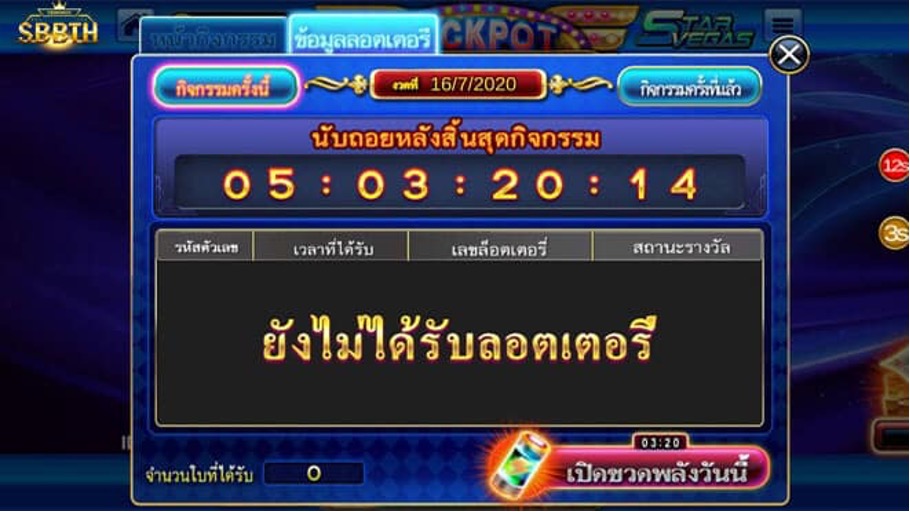 SBBTH
หน้ากิจกรรม
ข้อมูลลอตเตอรี่
CKPOT
STAR VEGAS
กิจกรรมครั้งนี้
งวดที่ 16/7/2020
กิจกรรมครั้งที่แล้ว
นับถอยหลังสิ้นสุดกิจกรรม
05 : 03 : 20 : 14
12s
3s
รหัสตัวเลข เวลาที่ได้รับ เลขล็อตเตอรี่ สถานะรางวัล
ยังไม่ได้รับลอตเตอรี่
03:20
จำนวนใบที่ได้รับ 0
เปิดขวดพลังวันนี้